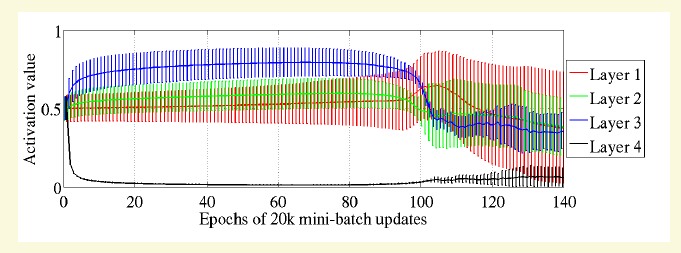 1
Layer 1
Layer 2
0.5
Layer 3
Layer 4
Activation value
0
0 20 40 60 80 100 120 140
Epochs of 20k mini-batch updates